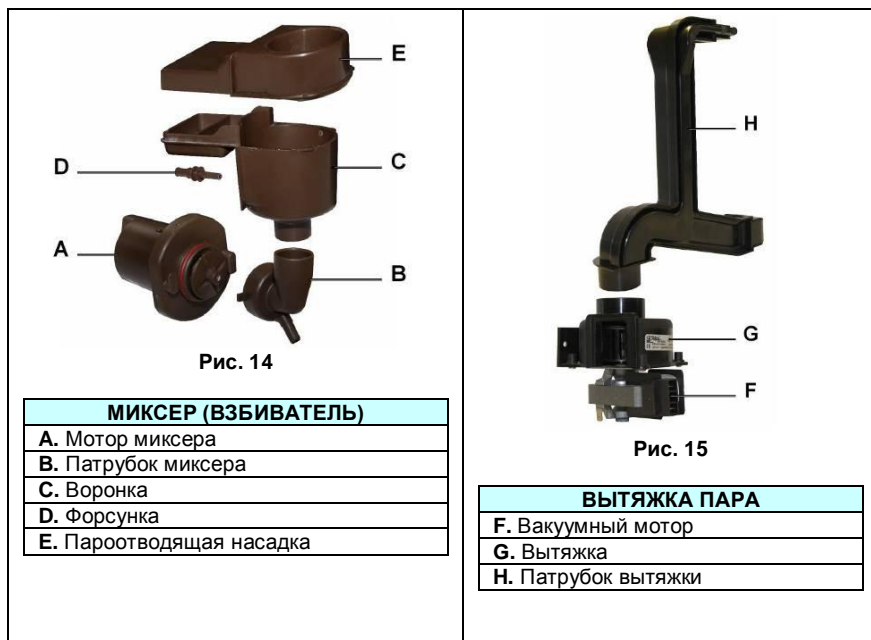 E
D
C
A
B
Рис. 14
МИКСЕР (ВЗБИВАТЕЛЬ)
A. Мотор миксера
B. Патрубок миксера
C. Воронка
D. Форсунка
E. Пароотводящая насадка
H
G
F
Рис. 15
ВЫТЯЖКА ПАРА
F. Вакуумный мотор
G. Вытяжка
H. Патрубок вытяжки